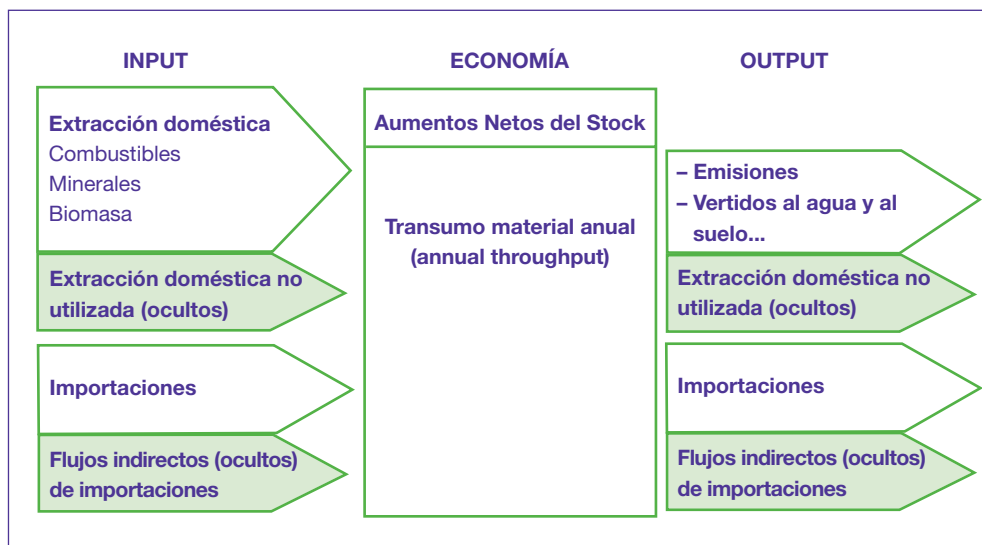 INPUT
Extracción doméstica
Combustibles
Minerales
Biomasa
Extracción doméstica no
utilizada (ocultos)
Importaciones
Flujos indirectos (ocultos)
de importaciones
ECONOMÍA
Aumentos Netos del Stock
Transumo material anual
(annual throughput)
OUTPUT
– Emisiones
– Vertidos al agua y al
suelo...
Extracción doméstica no
utilizada (ocultos)
Importaciones
Flujos indirectos (ocultos)
de importaciones